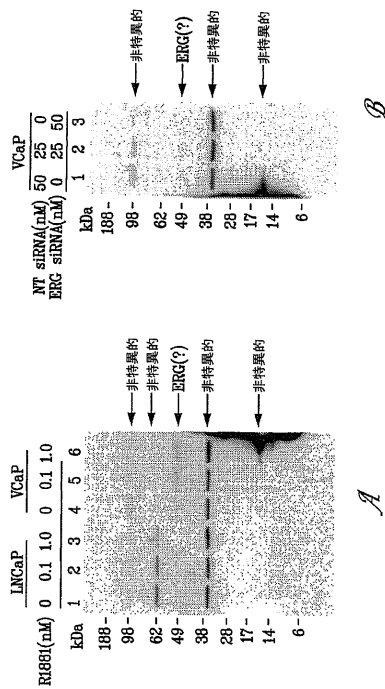 R1881(nM)
LNCaP VCaP
0 0.1 1.0 0 0.1 1.0
1 2 3 4 5 6
kDa
188-
98-
62-
49-
38-
28-
17-
14-
6-
非特異的
非特異的
ERG(?)
非特異的
非特異的
A
VCaP
NT siRNA(nM) 50 25 0
ERG siRNA(nM) 0 25 50
kDa 1 2 3
188-
98-
62-
49-
38-
28-
17-
14-
6-
非特異的
ERG(?)
非特異的
非特異的
B